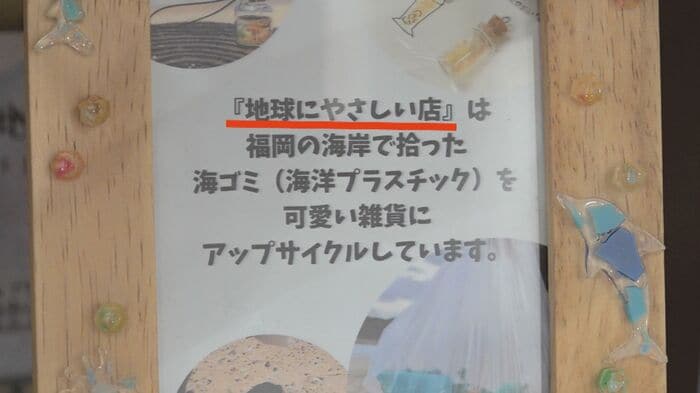 『地球にやさしい店』は
福岡の海岸で拾った
海ゴミ（海洋プラスチック）を
可愛い雑貨に
アップサイクルしています。